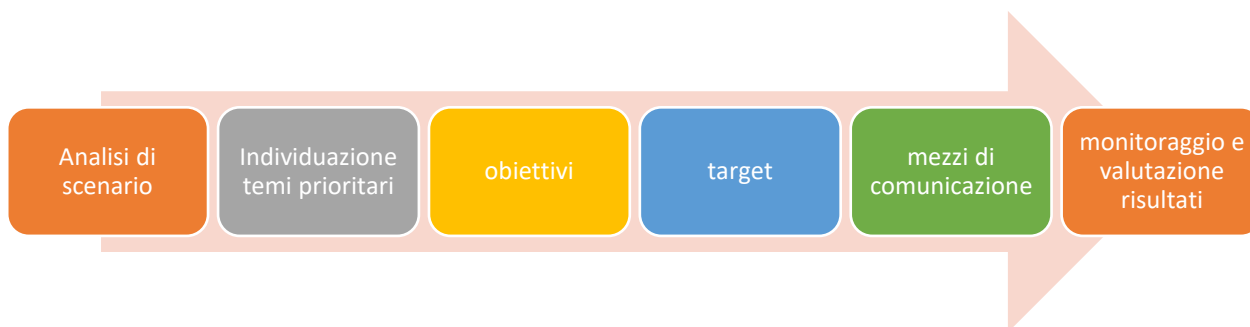 Analisi di
scenario
Individuazione
temi prioritari
obiettivi
target
mezzi di
comunicazione
monitoraggio e
valutazione
risultati